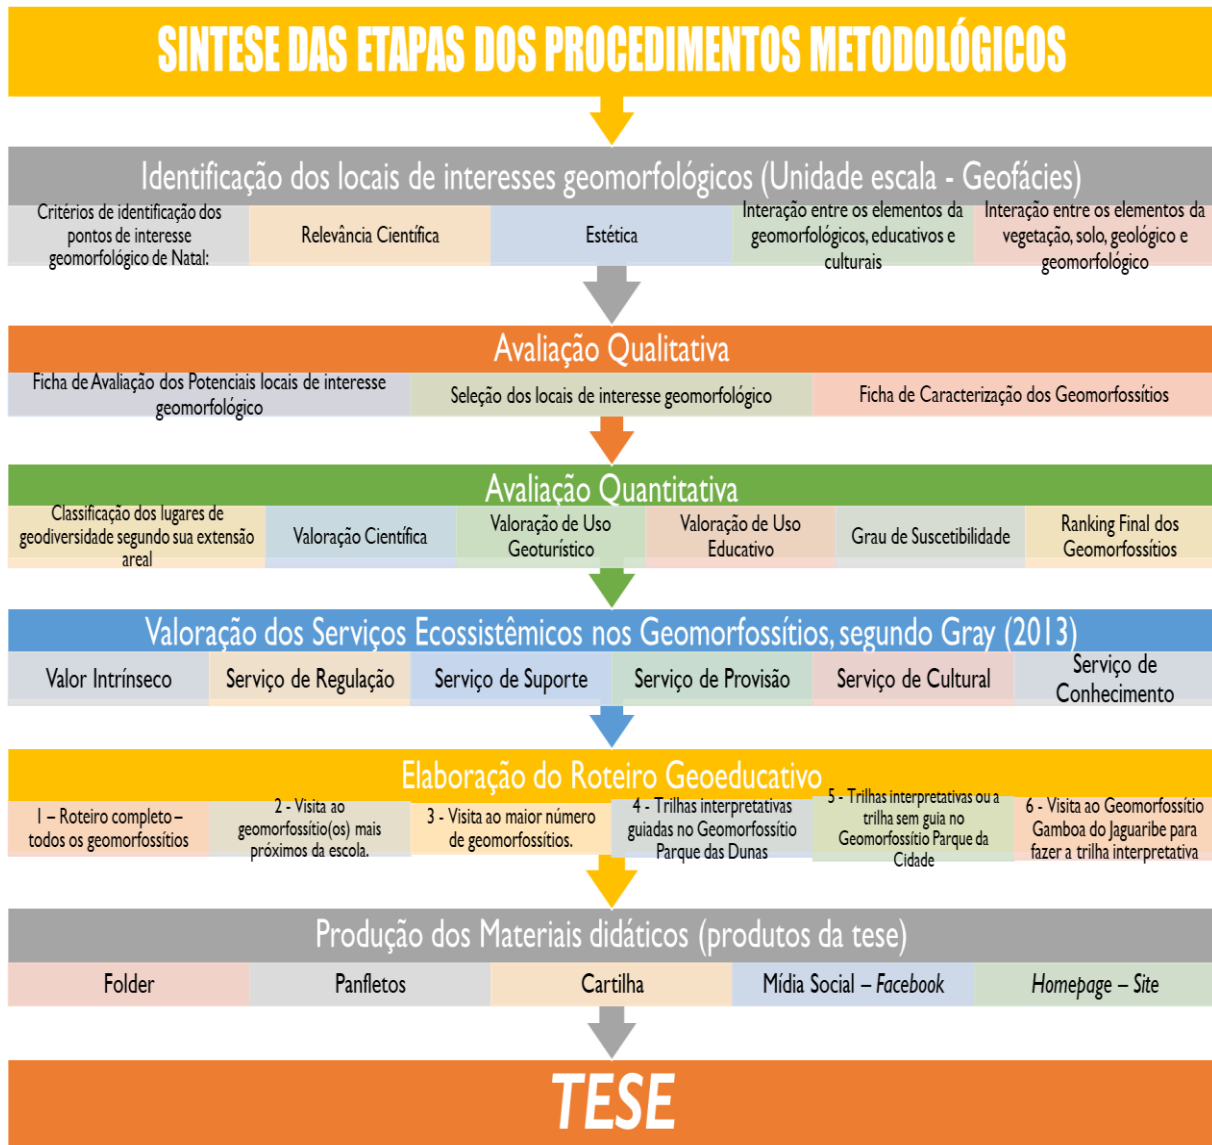 SINTESE DAS ETAPAS DOS PROCEDIMENTOS METODOLÓGICOS
Identificação dos locais de interesses geomorfológicos (Unidade escala - Geofácies)
Critérios de identificação dos
pontos de interesse
geomorfológico de Natal:
Relevância Científica
Estética
Interação entre os elementos da
geomorfológicos, educativos e
culturais
Interação entre os elementos da
vegetação, solo, geológico e
geomorfológico
Avaliação Qualitativa
Ficha de Avaliação dos Potenciais locais de interesse
geomorfológico
Seleção dos locais de interesse geomorfológico
Ficha de Caracterização dos Geomorfossítios
Avaliação Quantitativa
Classificação dos lugares de
geodiversidade segundo sua extensão
areal
Valoração Científica
Valoração de Uso
Geoturístico
Valoração de Uso
Educativo
Grau de Suscetibilidade
Ranking Final dos
Geomorfossítios
Valoração dos Serviços Ecossistêmicos nos Geomorfossítios, segundo Gray (2013)
Valor Intrínseco
Serviço de Regulação
Serviço de Suporte
Serviço de Provisão
Serviço de Cultural
Serviço de
Conhecimento
Elaboração do Roteiro Geoeducativo
1 – Roteiro completo –
todos os geomorfossítios
2 - Visita ao
geomorfossítio(os) mais
próximos da escola.
3 - Visita ao maior número
de geomorfossítios.
4 - Trilhas interpretativas
guiadas no Geomorfossítio
Parque das Dunas
5 - Trilhas interpretativas ou a
trilha sem guia no
Geomorfossítio Parque da
Cidade
6 - Visita ao Geomorfossítio
Gamboa do Jaguaribe para
fazer a trilha interpretativa
Produção dos Materiais didáticos (produtos da tese)
Folder
Panfletos
Cartilha
Mídia Social – Facebook
Homepage – Site
TESE